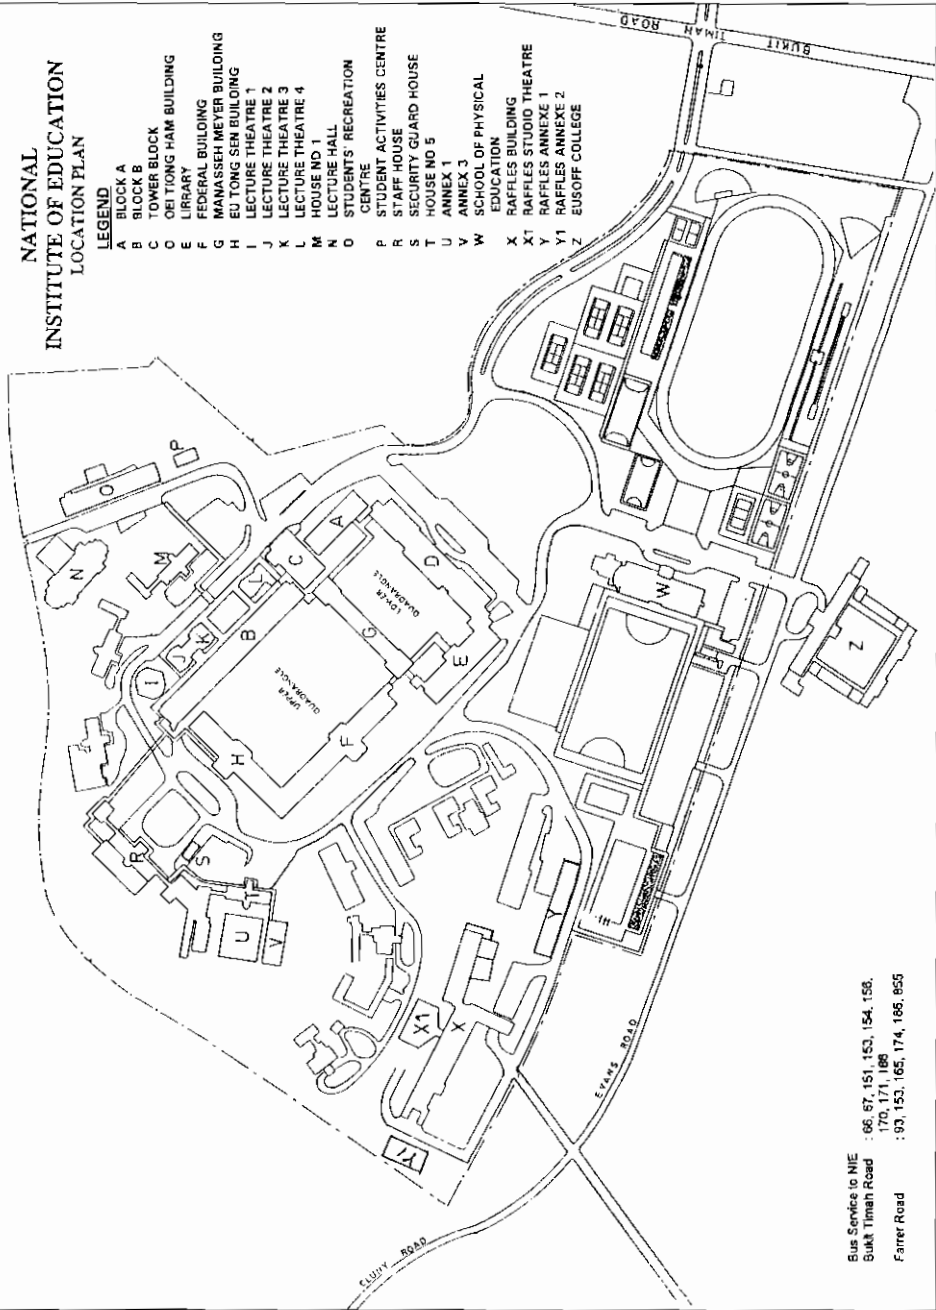 NATIONAL
INSTITUTE OF EDUCATION
LOCATION PLAN
LEGEND
A BLOCK A
B BLOCK B
C TOWER BLOCK
O OEI TIONG HAM BUILDING
E LIBRARY
F FEDERAL BUILDING
G MANASSEH MEYER BUILDING
H EU TONG SEN BUILDING
I LECTURE THEATRE 1
J LECTURE THEATRE 2
K LECTURE THEATRE 3
L LECTURE THEATRE 4
M HOUSE NO 1
N LECTURE HALL
O STUDENTS' RECREATION
CENTRE
P STUDENT ACTIVITIES CENTRE
R STAFF HOUSE
S SECURITY GUARD HOUSE
T HOUSE NO 5
U ANNEX 1
V ANNEX 3
W SCHOOL OF PHYSICAL
EDUCATION
X RAFFLES BUILDING
X1 RAFFLES STUDIO THEATRE
Y RAFFLES ANNEXE 1
Y1 RAFFLES ANNEXE 2
Z EUSOFF COLLEGE
BUKIT TIMAH ROAD
O
P
N
M
A
C
L
D
LOWER
QUADRANGLE
K
J
B
G
I
UPPER
QUADRANGLE
E
H
F
R
S
T
U
V
W
Z
Y
X1
X
Y1
EVANS ROAD
CLUNY ROAD
Bus Service to NIE
Bukit Timah Road : 66, 67, 151, 153, 154, 156,
170, 171, 188
Farrer Road : 93, 153, 165, 174, 186, 855